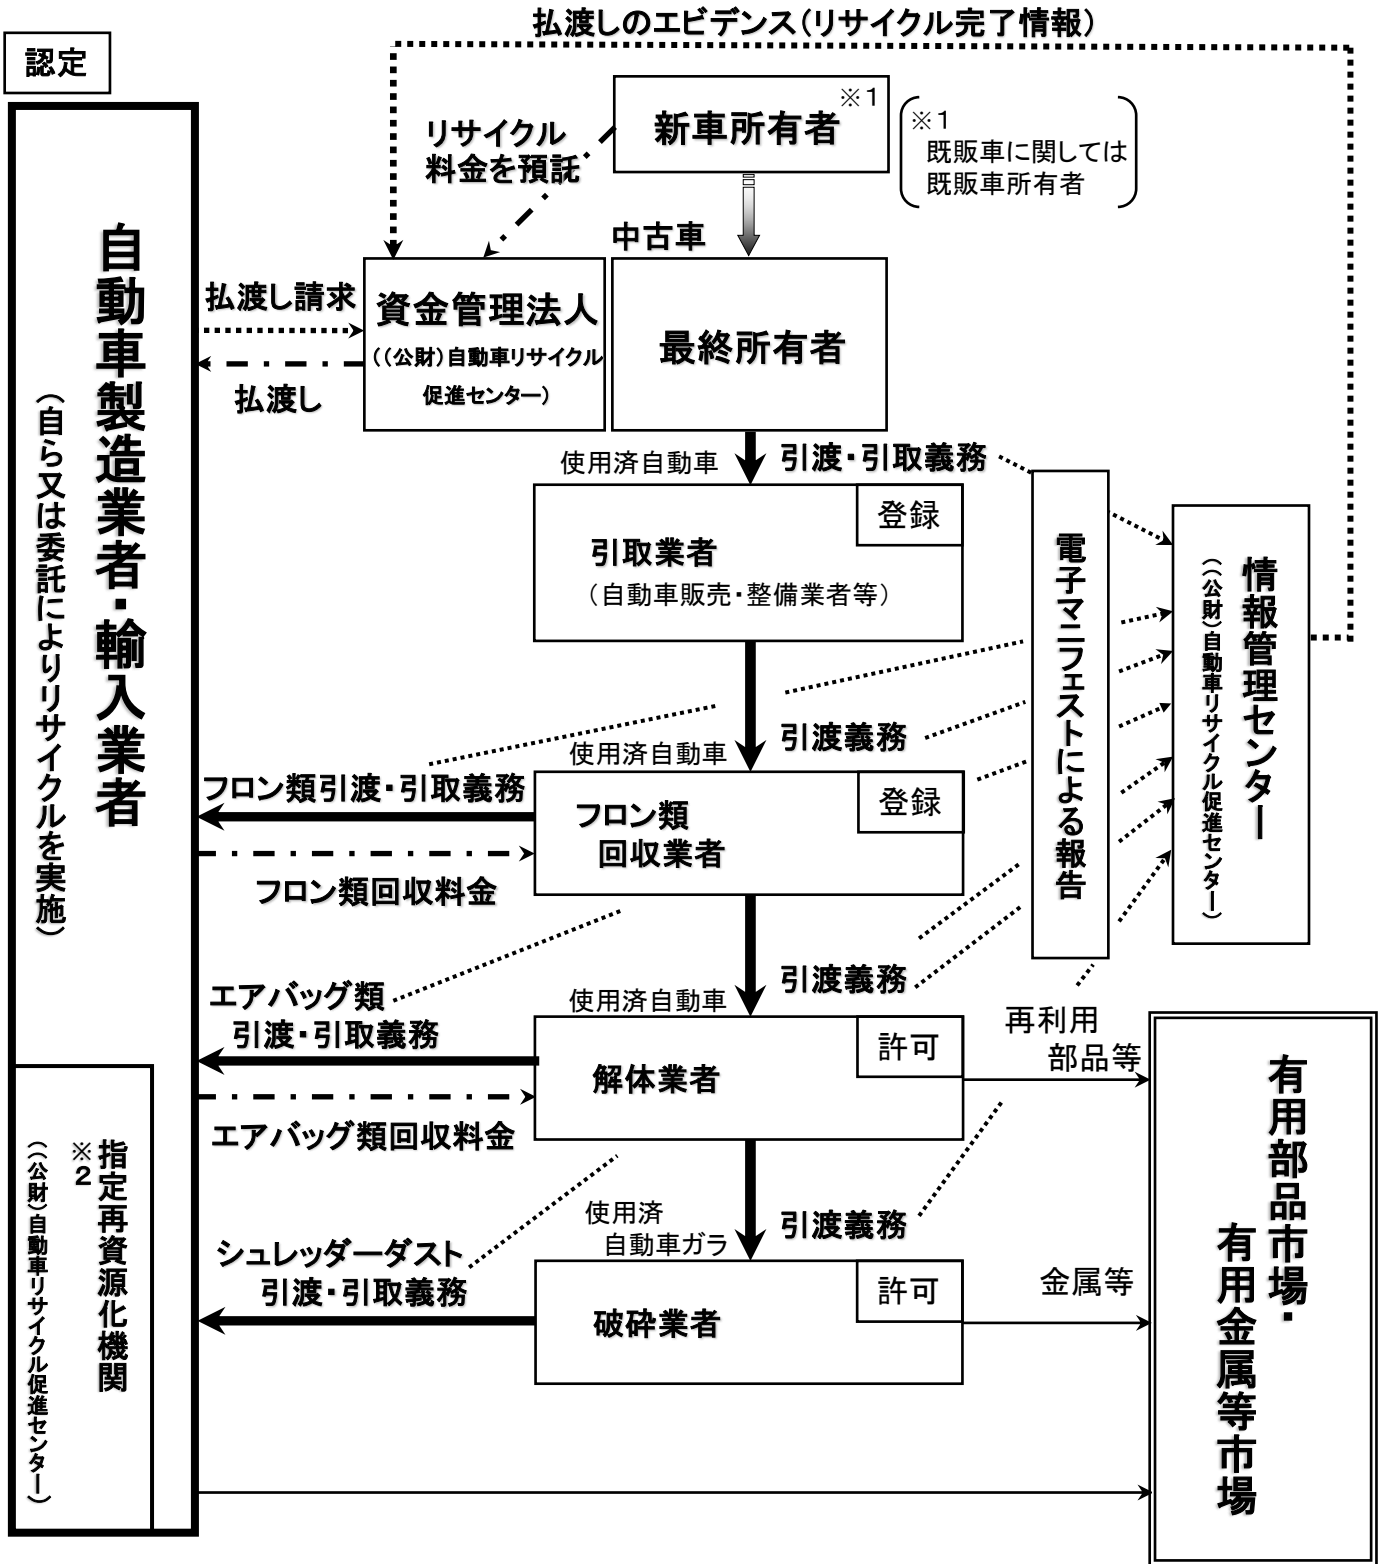 払渡しのエビデンス（リサイクル完了情報）
認定
新車所有者※１
※１
既販車に関しては
既販車所有者
リサイクル
料金を預託
中古車
自動車製造業者・輸入業者
（自ら又は委託によりリサイクルを実施）
払渡し請求
払渡し
資金管理法人
（（公財）自動車リサイクル
促進センター）
最終所有者
使用済自動車
引渡・引取義務
登録
引取業者
（自動車販売・整備業者等）
電子マニフェストによる報告
情報管理センター
（（公財）自動車リサイクル促進センター）
使用済自動車
引渡義務
フロン類引渡・引取義務
フロン類回収料金
登録
フロン類
回収業者
エアバッグ類
引渡・引取義務
使用済自動車
引渡義務
許可
解体業者
エアバッグ類回収料金
再利用
部品等
有用部品市場・
有用金属等市場
指定再資源化機関
※２
（（公財）自動車リサイクル促進センター）
使用済
自動車ガラ
引渡義務
シュレッダーダスト
引渡・引取義務
許可
破砕業者
金属等